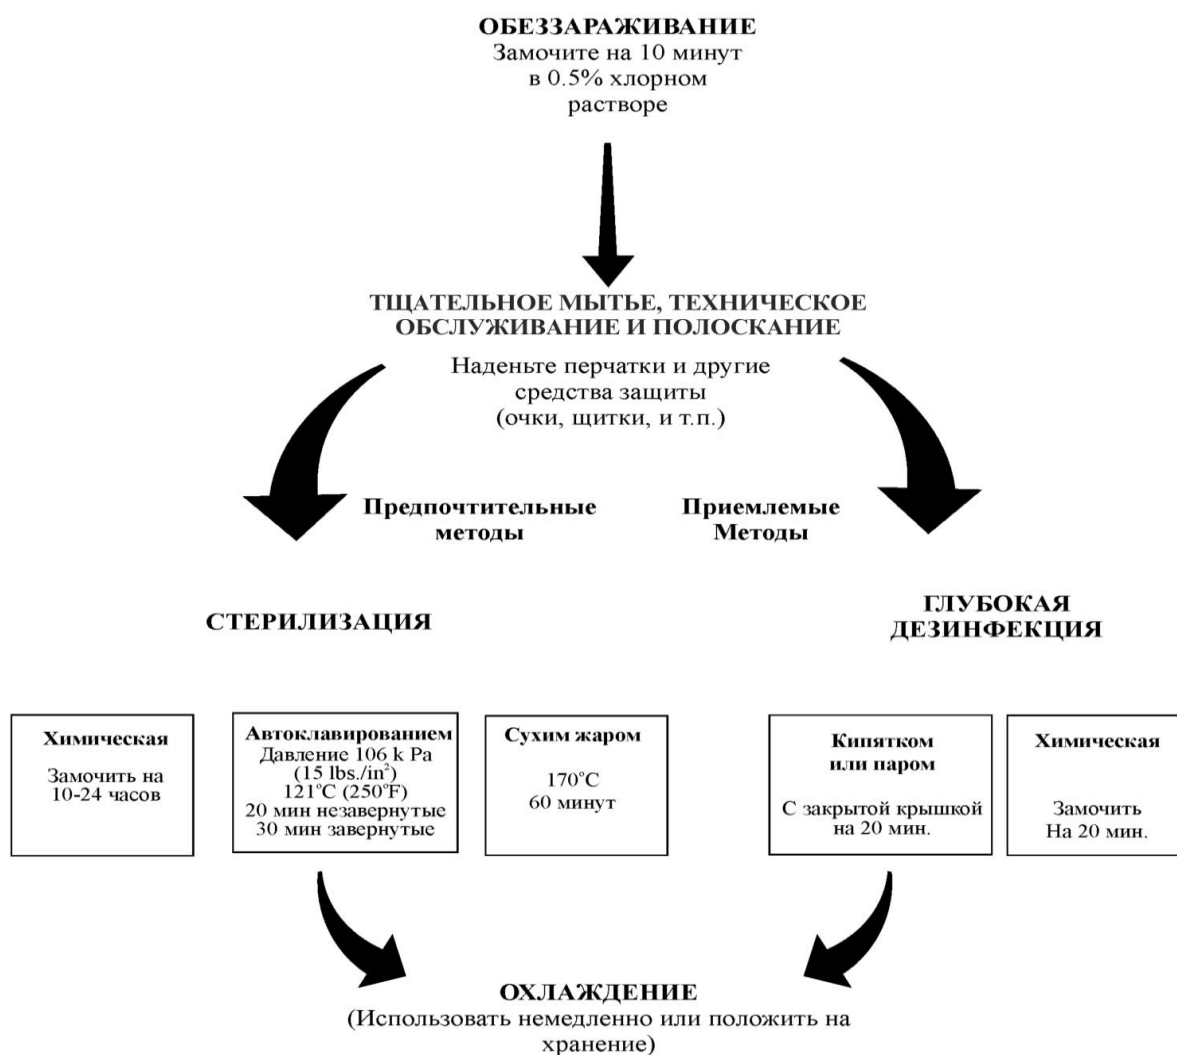 ОБЕЗЗАРАЖИВАНИЕ
Замочите на 10 минут
в 0.5% хлорном
растворе
ТЩАТЕЛЬНОЕ МЫТЬЕ, ТЕХНИЧЕСКОЕ
ОБСЛУЖИВАНИЕ И ПОЛОСКАНИЕ
Наденьте перчатки и другие
средства защиты
(очки, щитки, и т.п.)
Предпочтительные
методы
Приемлемые
Методы
СТЕРИЛИЗАЦИЯ
ГЛУБОКАЯ
ДЕЗИНФЕКЦИЯ
Химическая
Замочить на
10-24 часов
Автоклавированием
Давление 106 k Pa
(15 lbs./in²)
121°C (250°F)
20 мин незавернутые
30 мин завернутые
Сухим жаром
170°C
60 минут
Кипятком
или паром
С закрытой крышкой
на 20 мин.
Химическая
Замочить
На 20 мин.
ОХЛАЖДЕНИЕ
(Использовать немедленно или положить на
хранение)